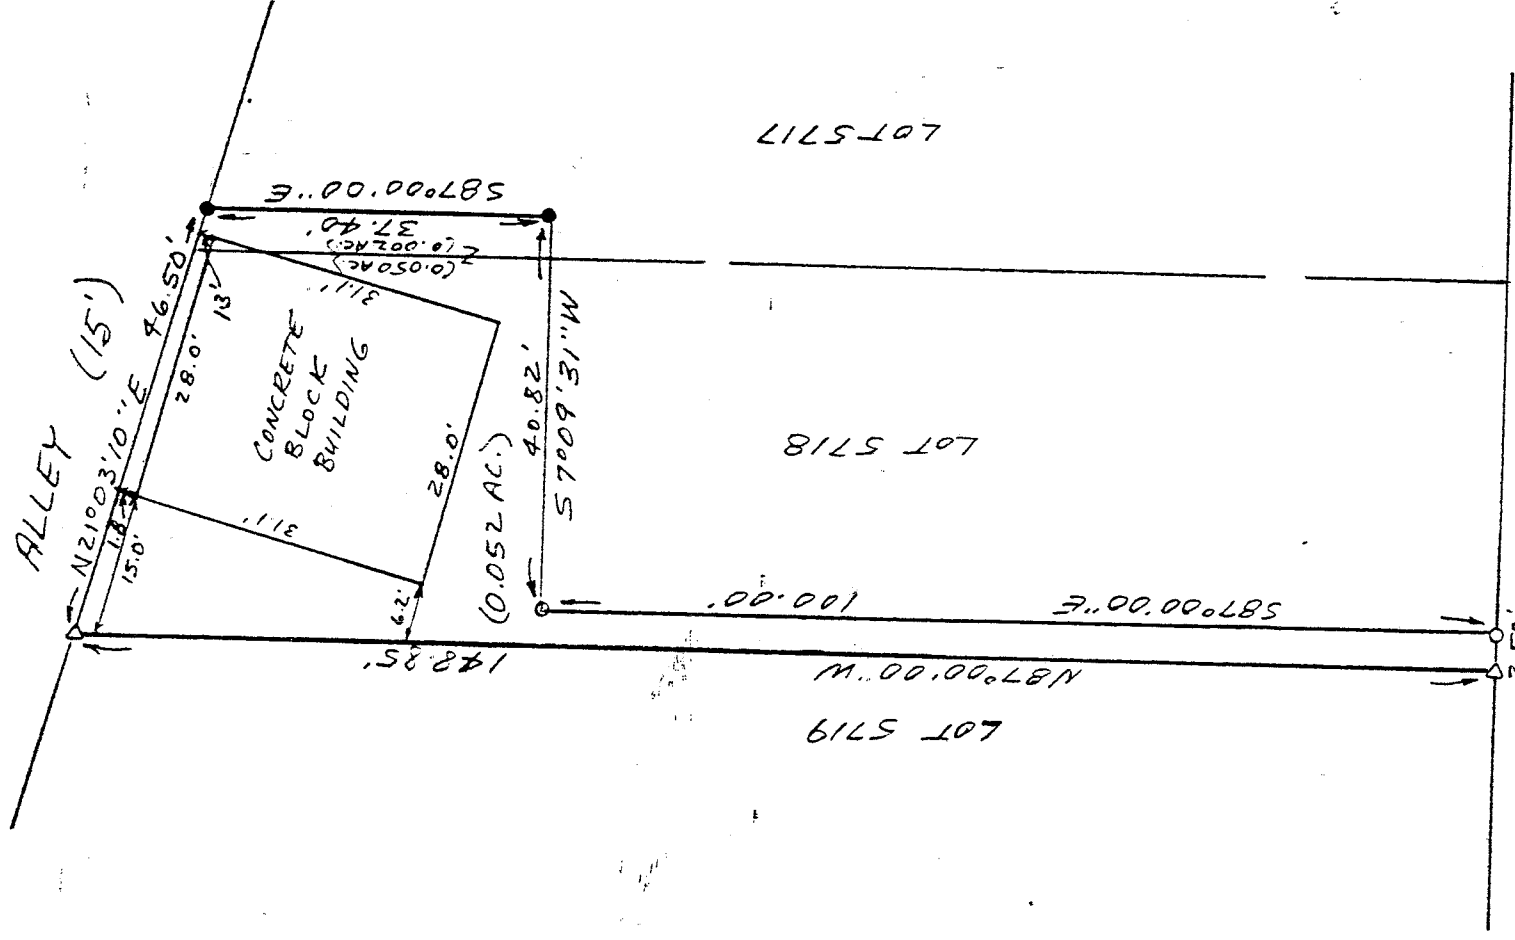 ALLEY
(15')
N21°03'10"E
46.50'
1.8
15.0'
28.0'
13'
CONCRETE
BLOCK
BUILDING
31.1'
31.1'
28.0'
6.2'
(0.052 AC.)
S87°00'00"E
37.40'
(0.002 AC.)
(0.050 AC.)
40.82'
S7°09'31"W
LOT 5717
LOT 5718
S87°00'00"E
100.00'
N87°00'00"W
LOT 5719